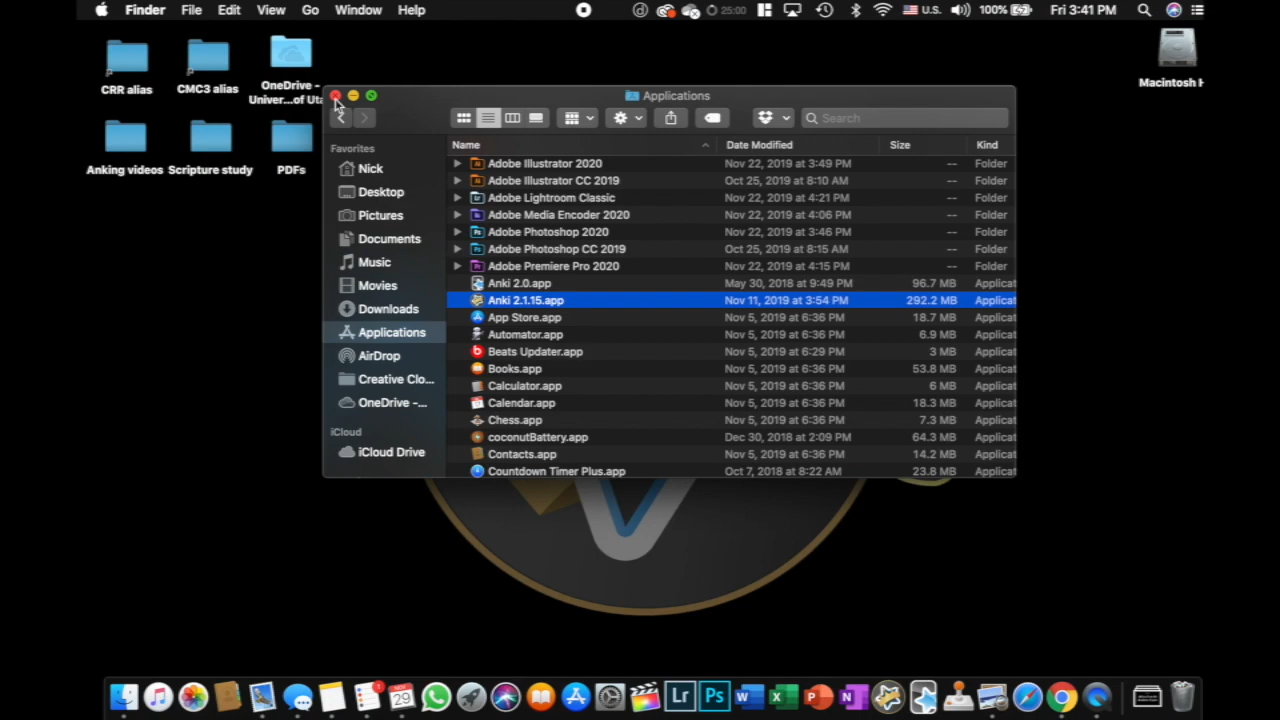 Finder File Edit View Go Window Help 25:00 U.S. 100% Fri 3:41 PM
CRR alias
CMC3 alias
OneDrive -
Univer...of Uta
Macintosh H
Anking videos
Scripture study
PDFs
Applications
Search
Favorites
Nick
Desktop
Pictures
Documents
Music
Movies
Downloads
Applications
AirDrop
Creative Clo...
OneDrive -...
iCloud
iCloud Drive
Name Date Modified Size Kind
Adobe Illustrator 2020 Nov 22, 2019 at 3:49 PM -- Folder
Adobe Illustrator CC 2019 Oct 25, 2019 at 8:10 AM -- Folder
Adobe Lightroom Classic Nov 22, 2019 at 4:21 PM -- Folder
Adobe Media Encoder 2020 Nov 22, 2019 at 4:06 PM -- Folder
Adobe Photoshop 2020 Nov 22, 2019 at 3:46 PM -- Folder
Adobe Photoshop CC 2019 Oct 25, 2019 at 8:15 AM -- Folder
Adobe Premiere Pro 2020 Nov 22, 2019 at 4:15 PM -- Folder
Anki 2.0.app May 30, 2018 at 9:49 PM 96.7 MB Applicat
Anki 2.1.15.app Nov 11, 2019 at 3:54 PM 292.2 MB Applicat
App Store.app Nov 5, 2019 at 6:36 PM 18.7 MB Applicat
Automator.app Nov 5, 2019 at 6:36 PM 6.9 MB Applicat
Beats Updater.app Nov 5, 2019 at 6:29 PM 3 MB Applicat
Books.app Nov 5, 2019 at 6:36 PM 53.8 MB Applicat
Calculator.app Nov 5, 2019 at 6:36 PM 6 MB Applicat
Calendar.app Nov 5, 2019 at 6:36 PM 18.3 MB Applicat
Chess.app Nov 5, 2019 at 6:36 PM 7.3 MB Applicat
coconutBattery.app Dec 30, 2018 at 2:09 PM 64.3 MB Applicat
Contacts.app Nov 5, 2019 at 6:36 PM 14.2 MB Applicat
Countdown Timer Plus.app Oct 7, 2018 at 8:22 AM 23.8 MB Applicat
1 NOV 29 Lr Ps W X P N